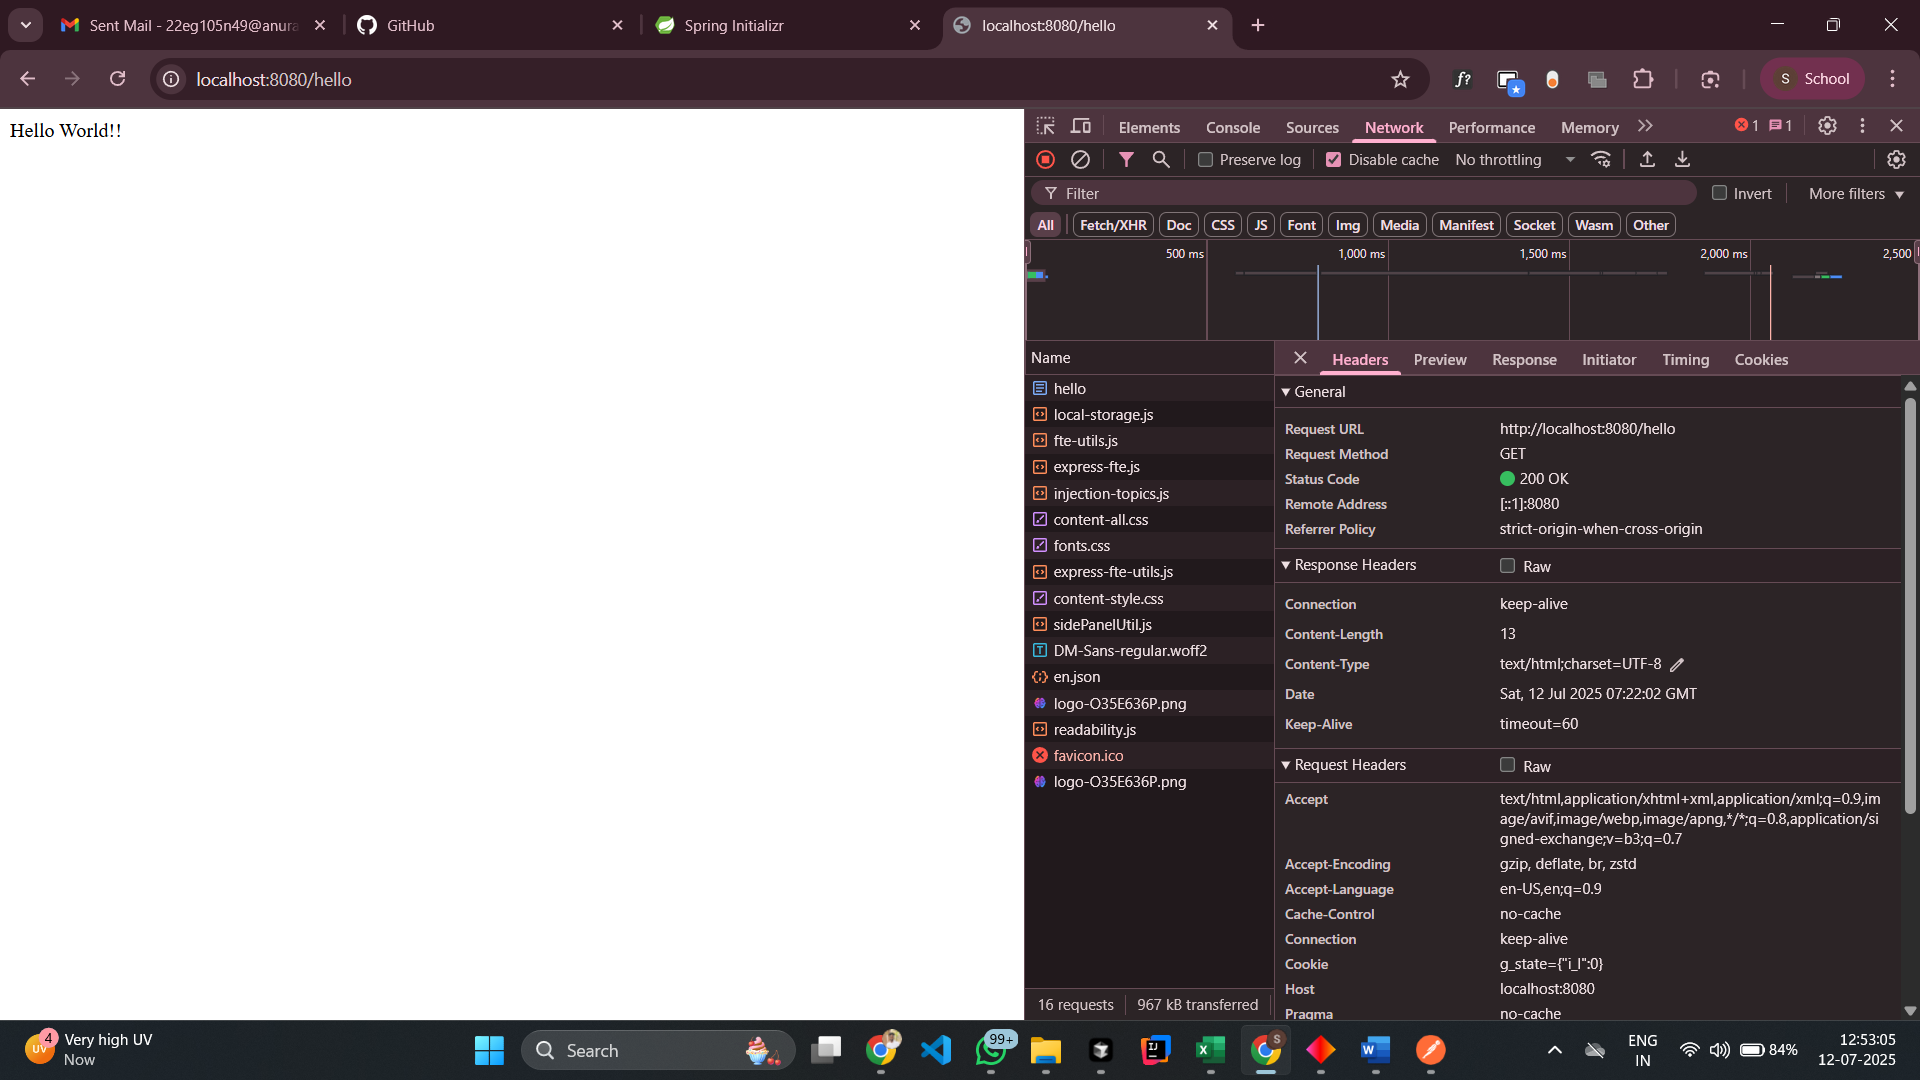 Sent Mail - 22eg105n49@anura
GitHub
Spring Initializr
localhost:8080/hello
localhost:8080/hello
f?
S School
Hello World!!
Elements Console Sources Network Performance Memory 1 1
Preserve log Disable cache No throttling
Filter Invert More filters
All Fetch/XHR Doc CSS JS Font Img Media Manifest Socket Wasm Other
500 ms 1,000 ms 1,500 ms 2,000 ms 2,500
Name
hello
local-storage.js
fte-utils.js
express-fte.js
injection-topics.js
content-all.css
fonts.css
express-fte-utils.js
content-style.css
sidePanelUtil.js
DM-Sans-regular.woff2
en.json
logo-O35E636P.png
readability.js
favicon.ico
logo-O35E636P.png
16 requests 967 kB transferred
Headers Preview Response Initiator Timing Cookies
General
Request URL http://localhost:8080/hello
Request Method GET
Status Code 200 OK
Remote Address [::1]:8080
Referrer Policy strict-origin-when-cross-origin
Response Headers Raw
Connection keep-alive
Content-Length 13
Content-Type text/html;charset=UTF-8
Date Sat, 12 Jul 2025 07:22:02 GMT
Keep-Alive timeout=60
Request Headers Raw
Accept text/html,application/xhtml+xml,application/xml;q=0.9,im
age/avif,image/webp,image/apng,*/*;q=0.8,application/si
gned-exchange;v=b3;q=0.7
Accept-Encoding gzip, deflate, br, zstd
Accept-Language en-US,en;q=0.9
Cache-Control no-cache
Connection keep-alive
Cookie g_state={"i_l":0}
Host localhost:8080
Pragma no-cache
UV 4 Very high UV
Now
Search
99+
IJ
X
S
W
ENG
IN
84%
12:53:05
12-07-2025